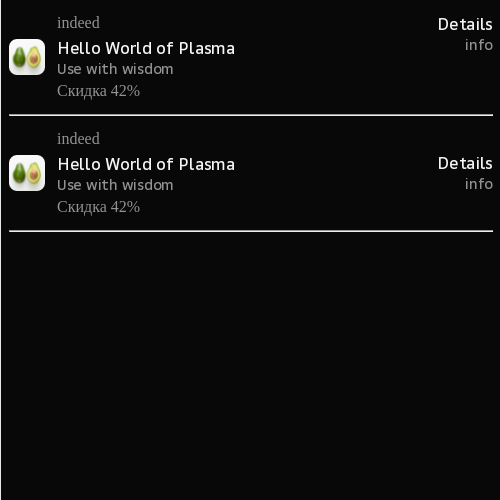 indeed
Hello World of Plasma
Use with wisdom
Скидка 42%
Details
info
indeed
Hello World of Plasma
Use with wisdom
Скидка 42%
Details
info